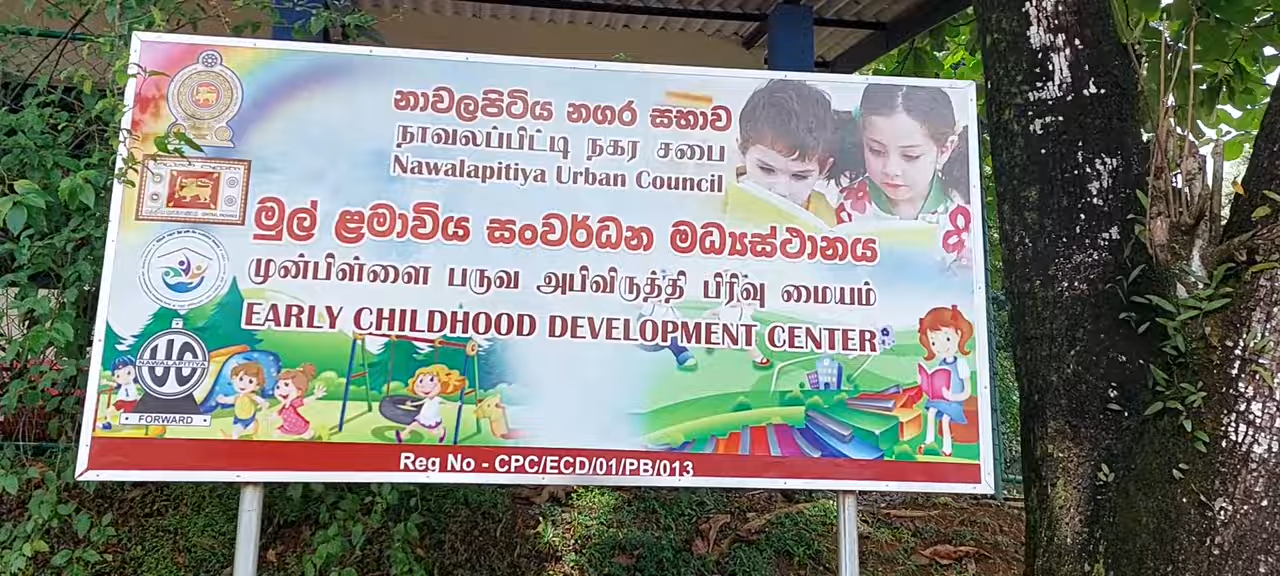 නාවලපිටිය නගර සභාව
நாவலப்பிட்டி நகர சபை
Nawalapitiya Urban Council
මුල් ළමාවිය සංවර්ධන මධ්‍යස්ථානය
முன்பிள்ளை பருவ அபிவிருத்தி பிரிவு மையம்
EARLY CHILDHOOD DEVELOPMENT CENTER
UC
NAWALAPITIYA
FORWARD
Reg No - CPC/ECD/01/PB/013